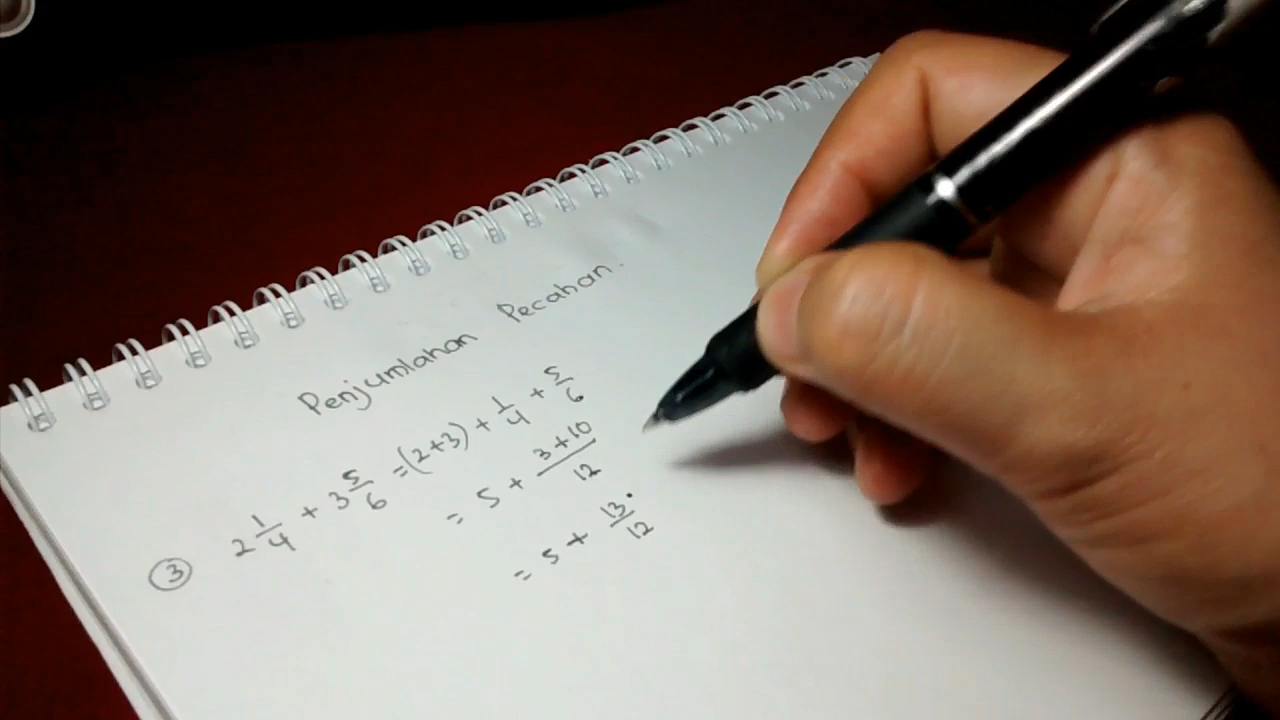 Penjumlahan Pecahan.
③ 2 1/4 + 3 5/6 = (2+3) + 1/4 + 5/6
= 5 + 3+10/12
= 5 + 13/12